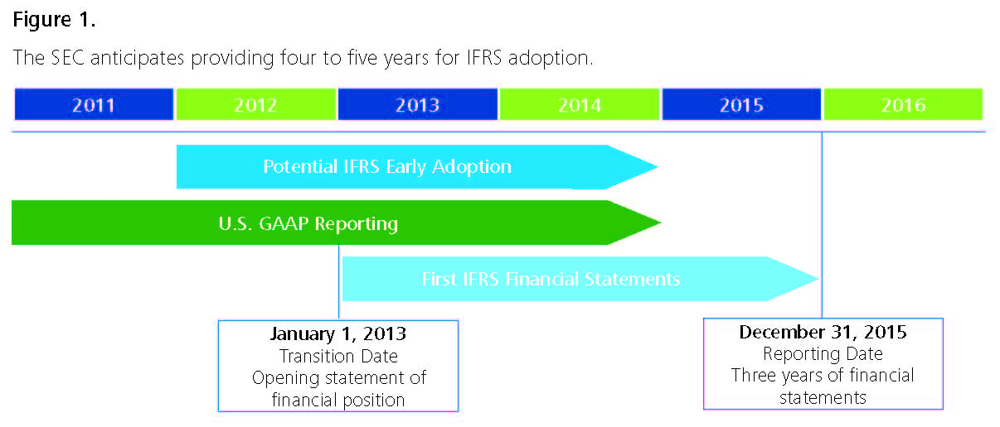 Figure 1.
The SEC anticipates providing four to five years for IFRS adoption.
2011 2012 2013 2014 2015 2016
Potential IFRS Early Adoption
U.S. GAAP Reporting
First IFRS Financial Statements
January 1, 2013
Transition Date
Opening statement of
financial position
December 31, 2015
Reporting Date
Three years of financial
statements